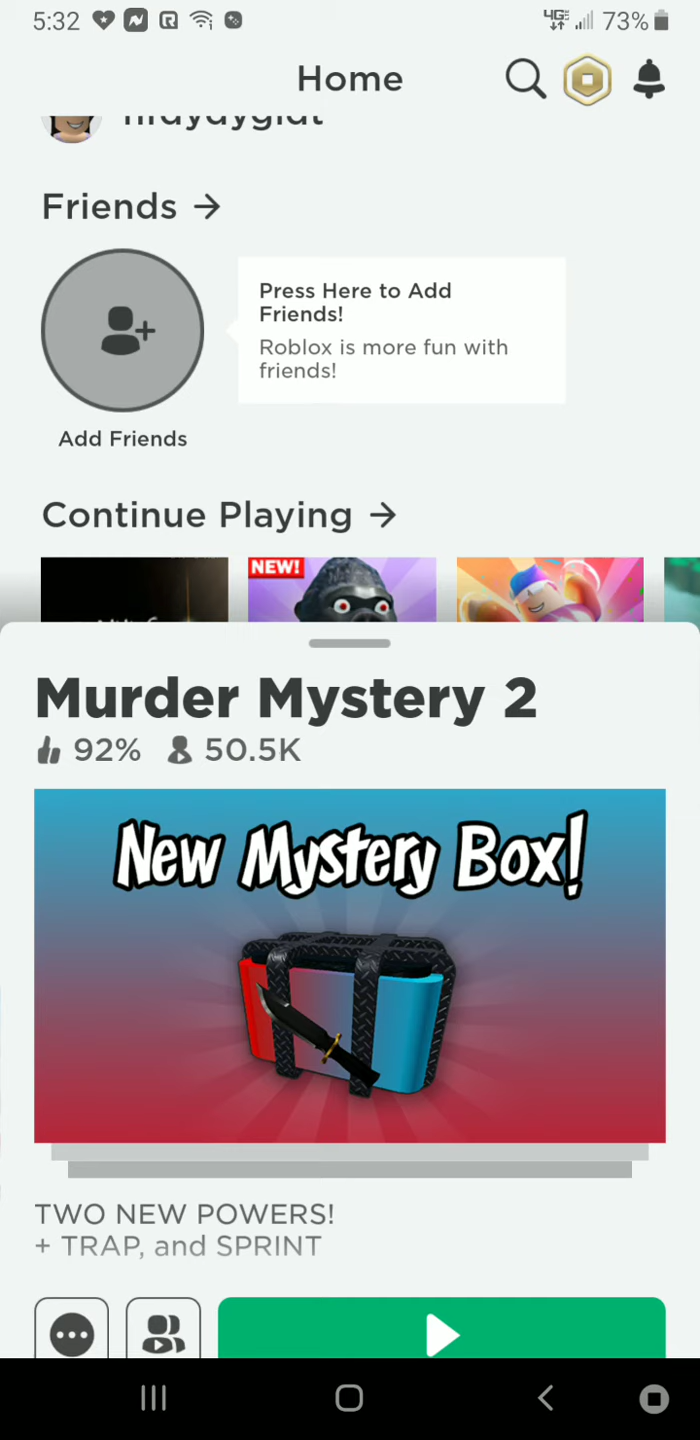 5:32
4G
73%
Home
Friends →
Press Here to Add
Friends!
Roblox is more fun with
friends!
Add Friends
Continue Playing →
NEW!
Murder Mystery 2
92% 50.5K
New Mystery Box!
TWO NEW POWERS!
+ TRAP, and SPRINT